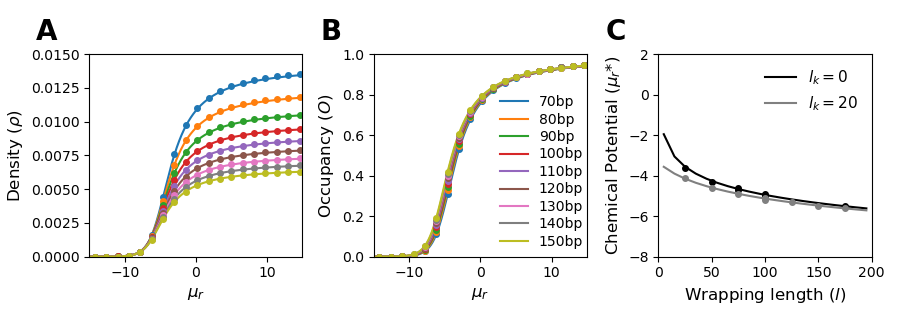 A
Density (ρ)
0.0150
0.0125
0.0100
0.0075
0.0050
0.0025
0.0000
−10
0
10
μr
B
Occupancy (O)
1.0
0.8
0.6
0.4
0.2
0.0
−10
0
10
μr
70bp
80bp
90bp
100bp
110bp
120bp
130bp
140bp
150bp
C
Chemical Potential (μr*)
2
0
−2
−4
−6
−8
0
50
100
150
200
Wrapping length (l)
lk = 0
lk = 20